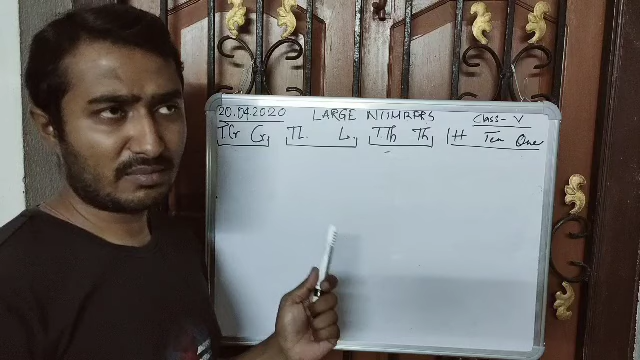 20.04.2020 LARGE NUMBERS Class-V
TCr Cr TL L TTh Th H Ten One